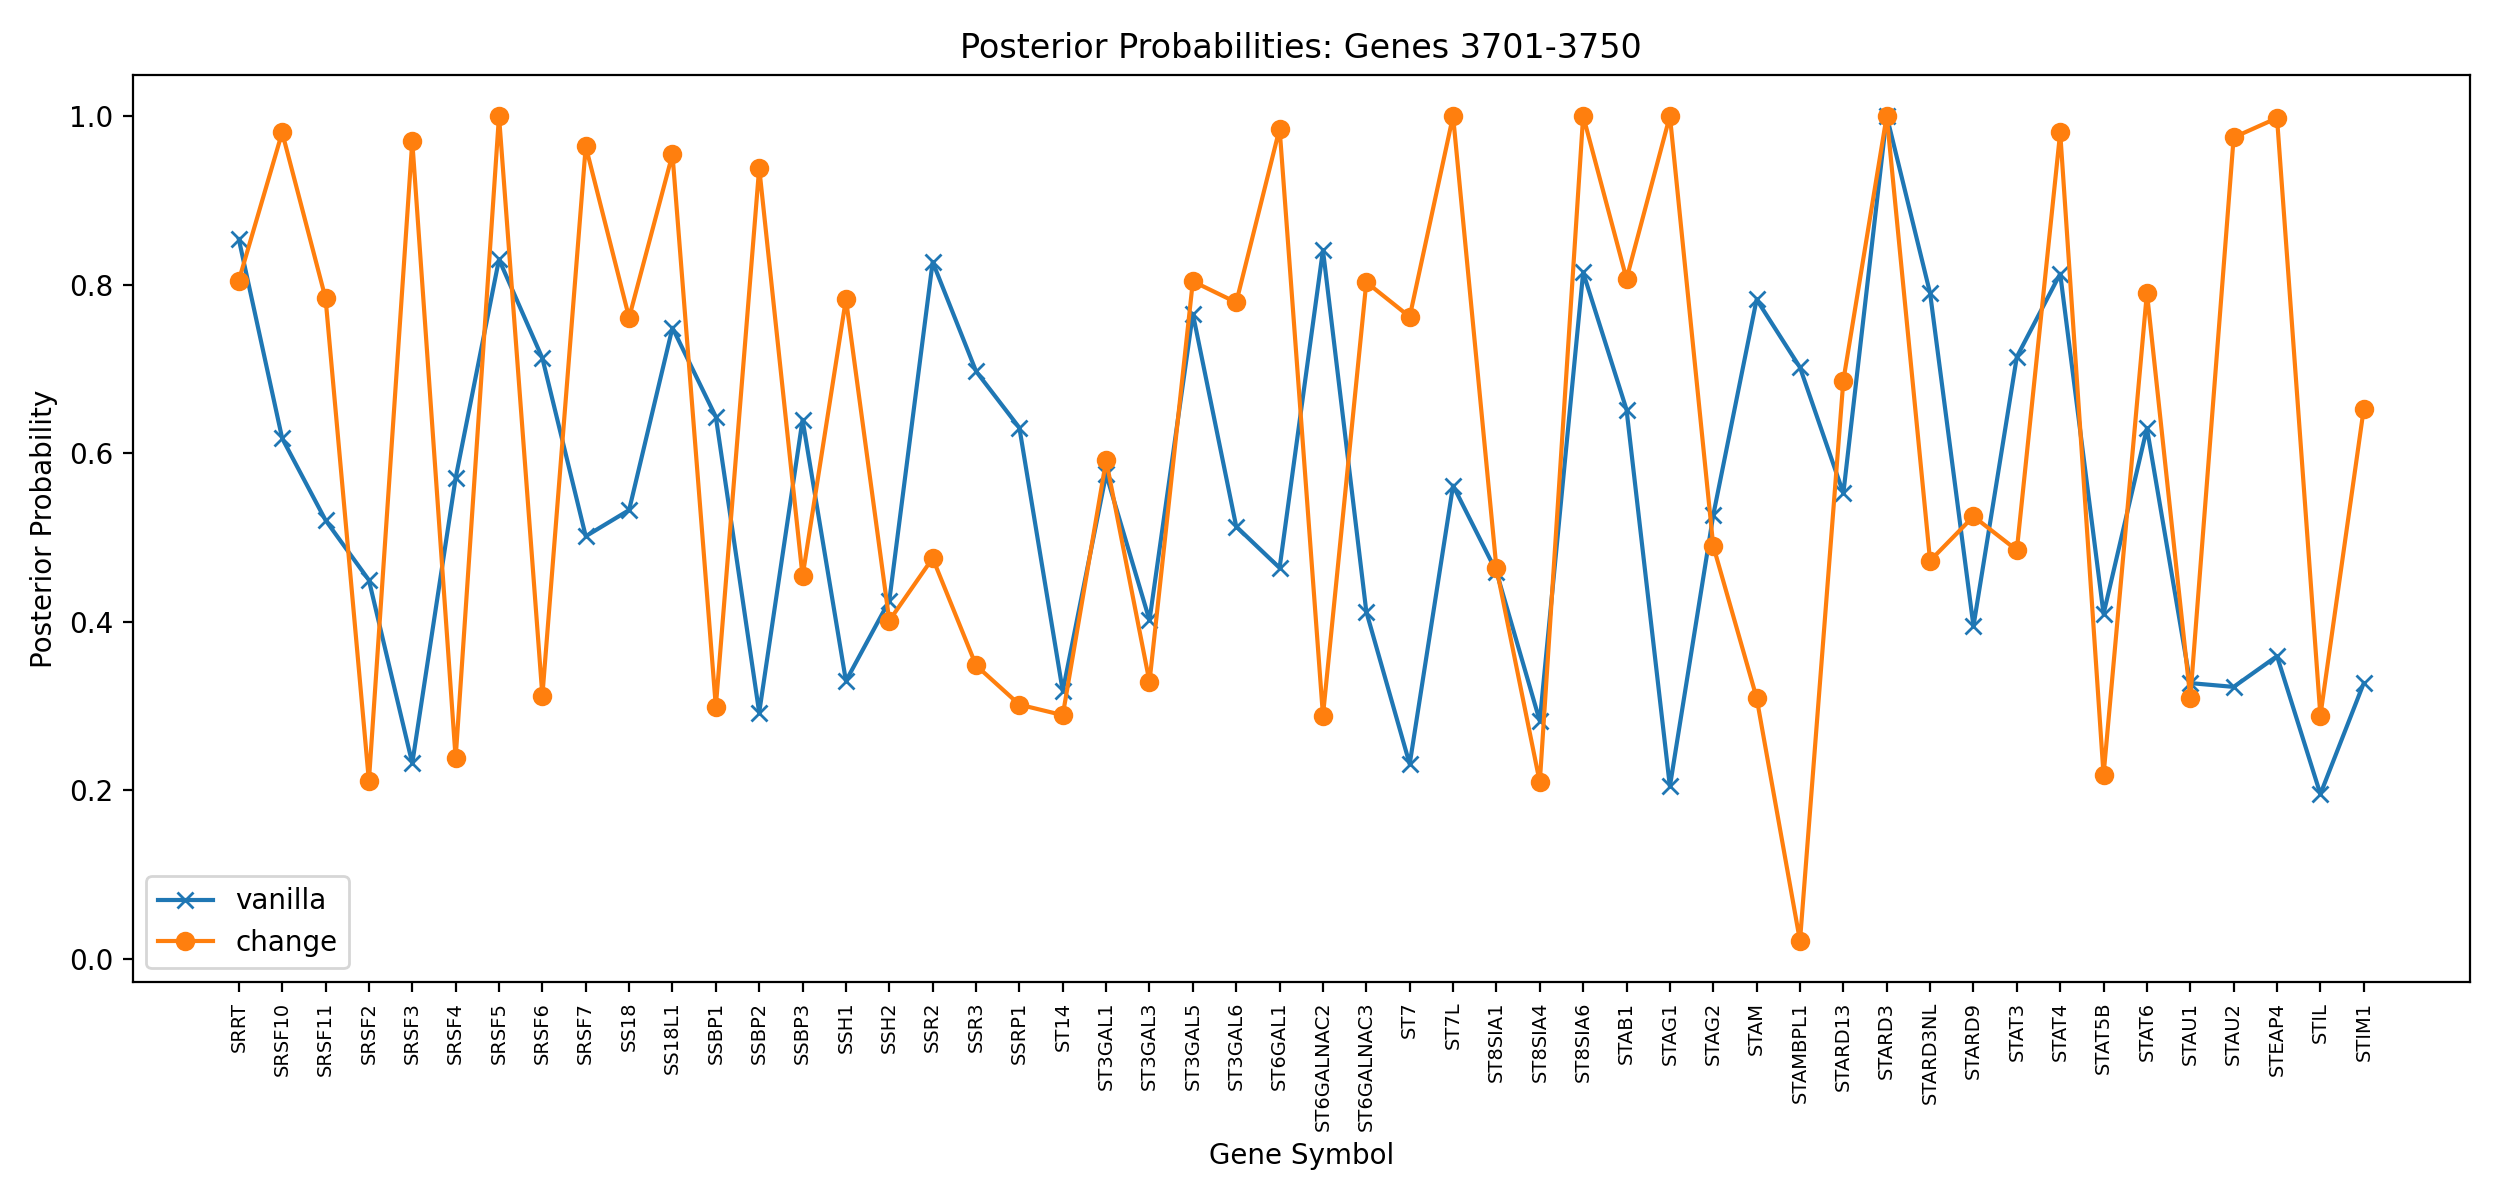 Posterior Probabilities: Genes 3701-3750
Posterior Probability
1.0
0.8
0.6
0.4
0.2
0.0
vanilla
change
SRRT
SRSF10
SRSF11
SRSF2
SRSF3
SRSF4
SRSF5
SRSF6
SRSF7
SS18
SS18L1
SSBP1
SSBP2
SSBP3
SSH1
SSH2
SSR2
SSR3
SSRP1
ST14
ST3GAL1
ST3GAL3
ST3GAL5
ST3GAL6
ST6GAL1
ST6GALNAC2
ST6GALNAC3
ST7
ST7L
ST8SIA1
ST8SIA4
ST8SIA6
STAB1
STAG1
STAG2
STAM
STAMBPL1
STARD13
STARD3
STARD3NL
STARD9
STAT3
STAT4
STAT5B
STAT6
STAU1
STAU2
STEAP4
STIL
STIM1
Gene Symbol